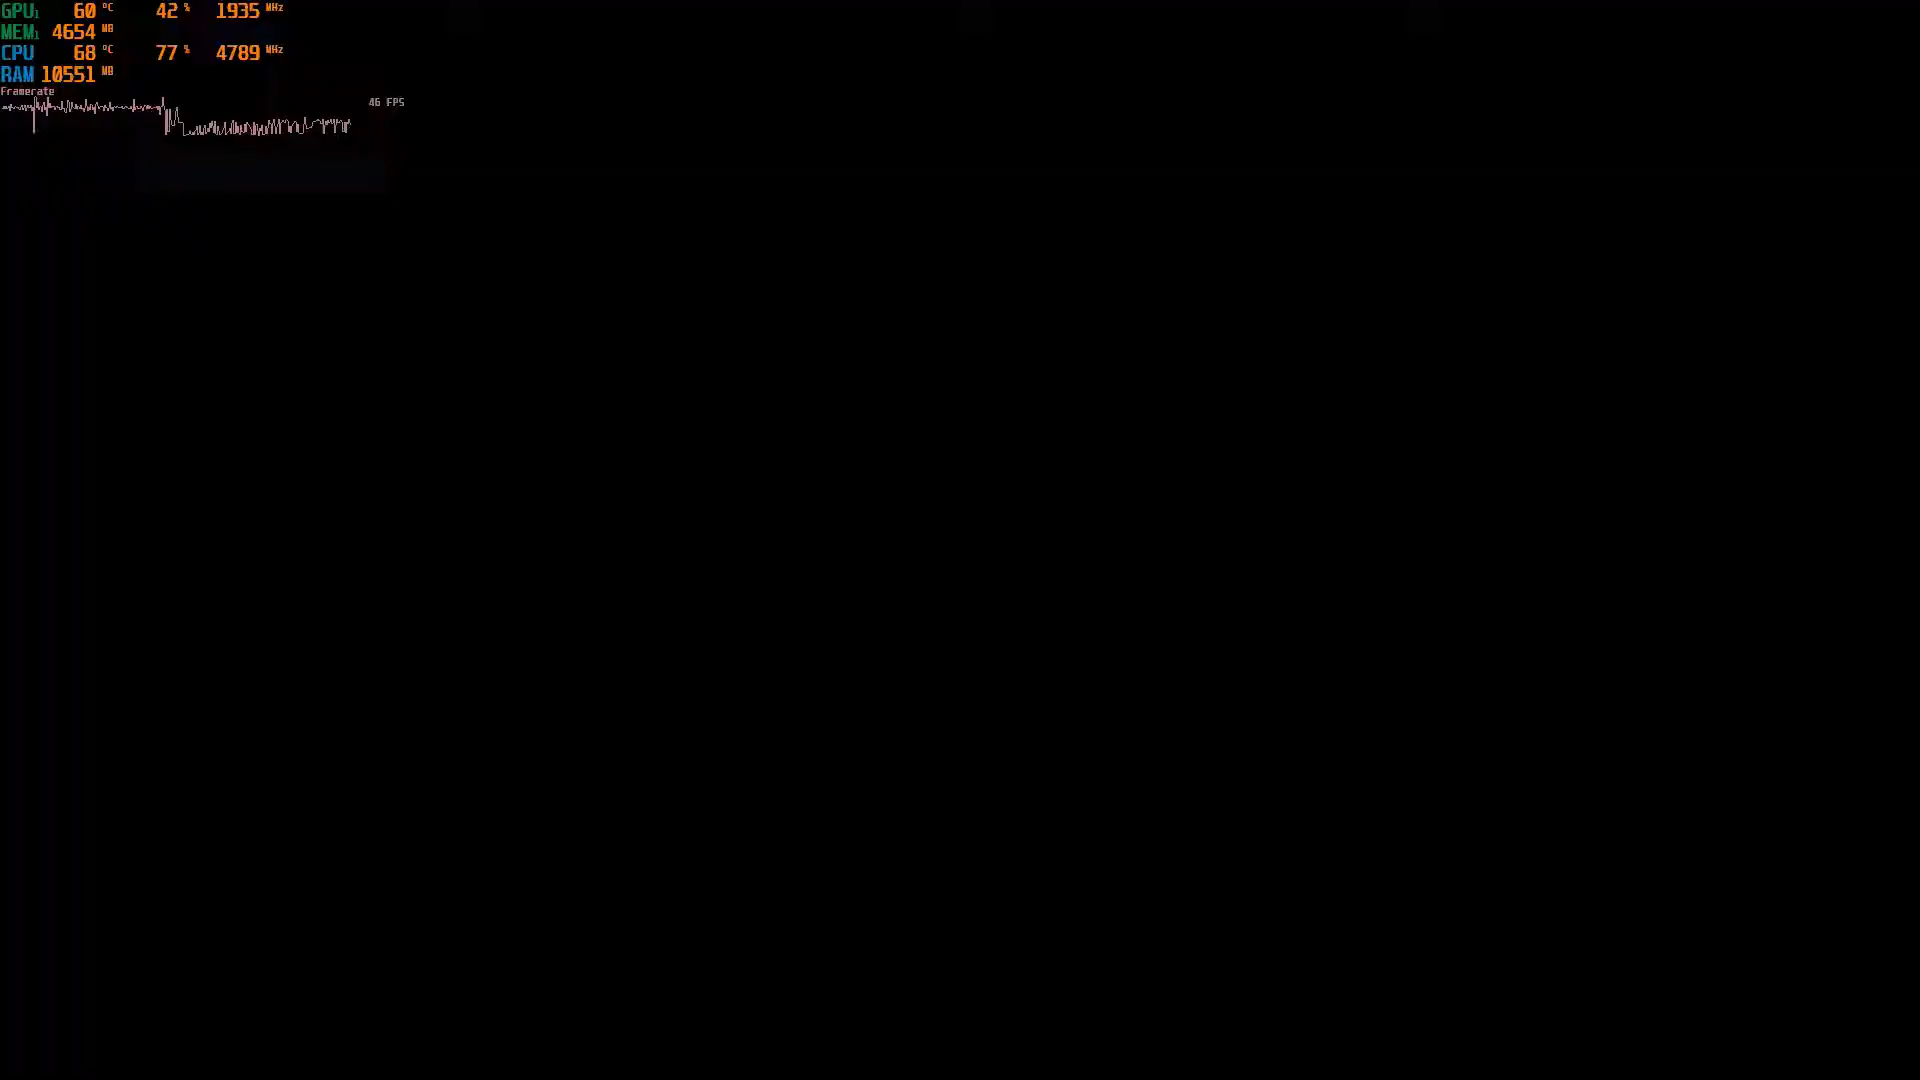 GPU1 60 °C 42 % 1935 MHz
MEM1 4654 MB
CPU 68 °C 77 % 4789 MHz
RAM 10551 MB
Framerate
46 FPS